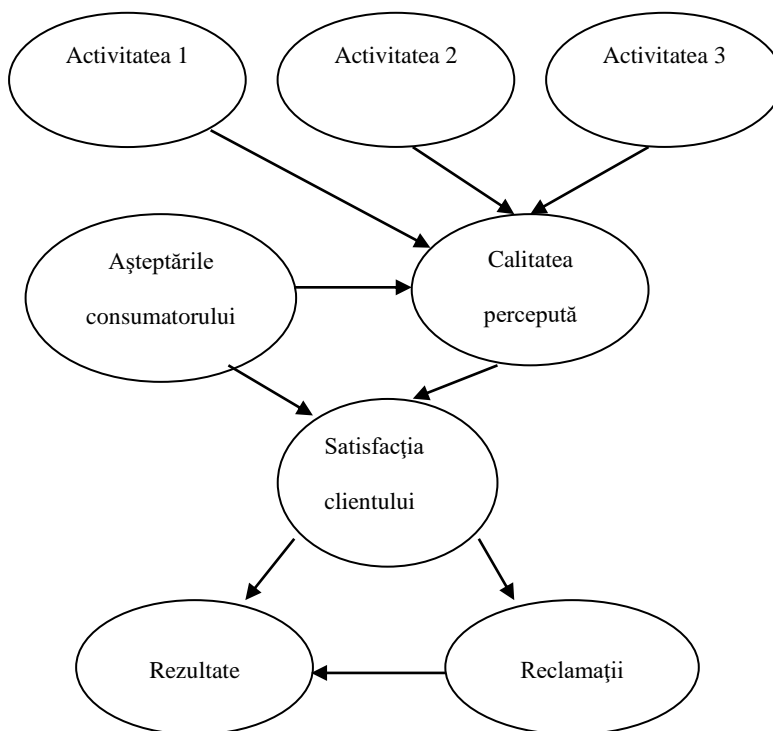 Activitatea 1
Activitatea 2
Activitatea 3
Aşteptările
consumatorului
Calitatea
percepută
Satisfacţia
clientului
Rezultate
Reclamaţii